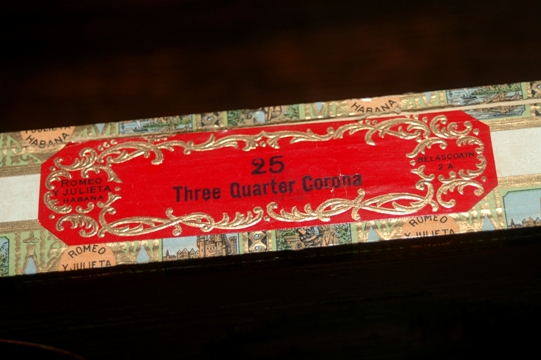 HABANA
HABANA
25
Three Quarter Corona
ROMEO
Y JULIETA
HABANA
BELASCOAIN
2 A
ROMEO
Y JULIETA
ROMEO
Y JULIETA